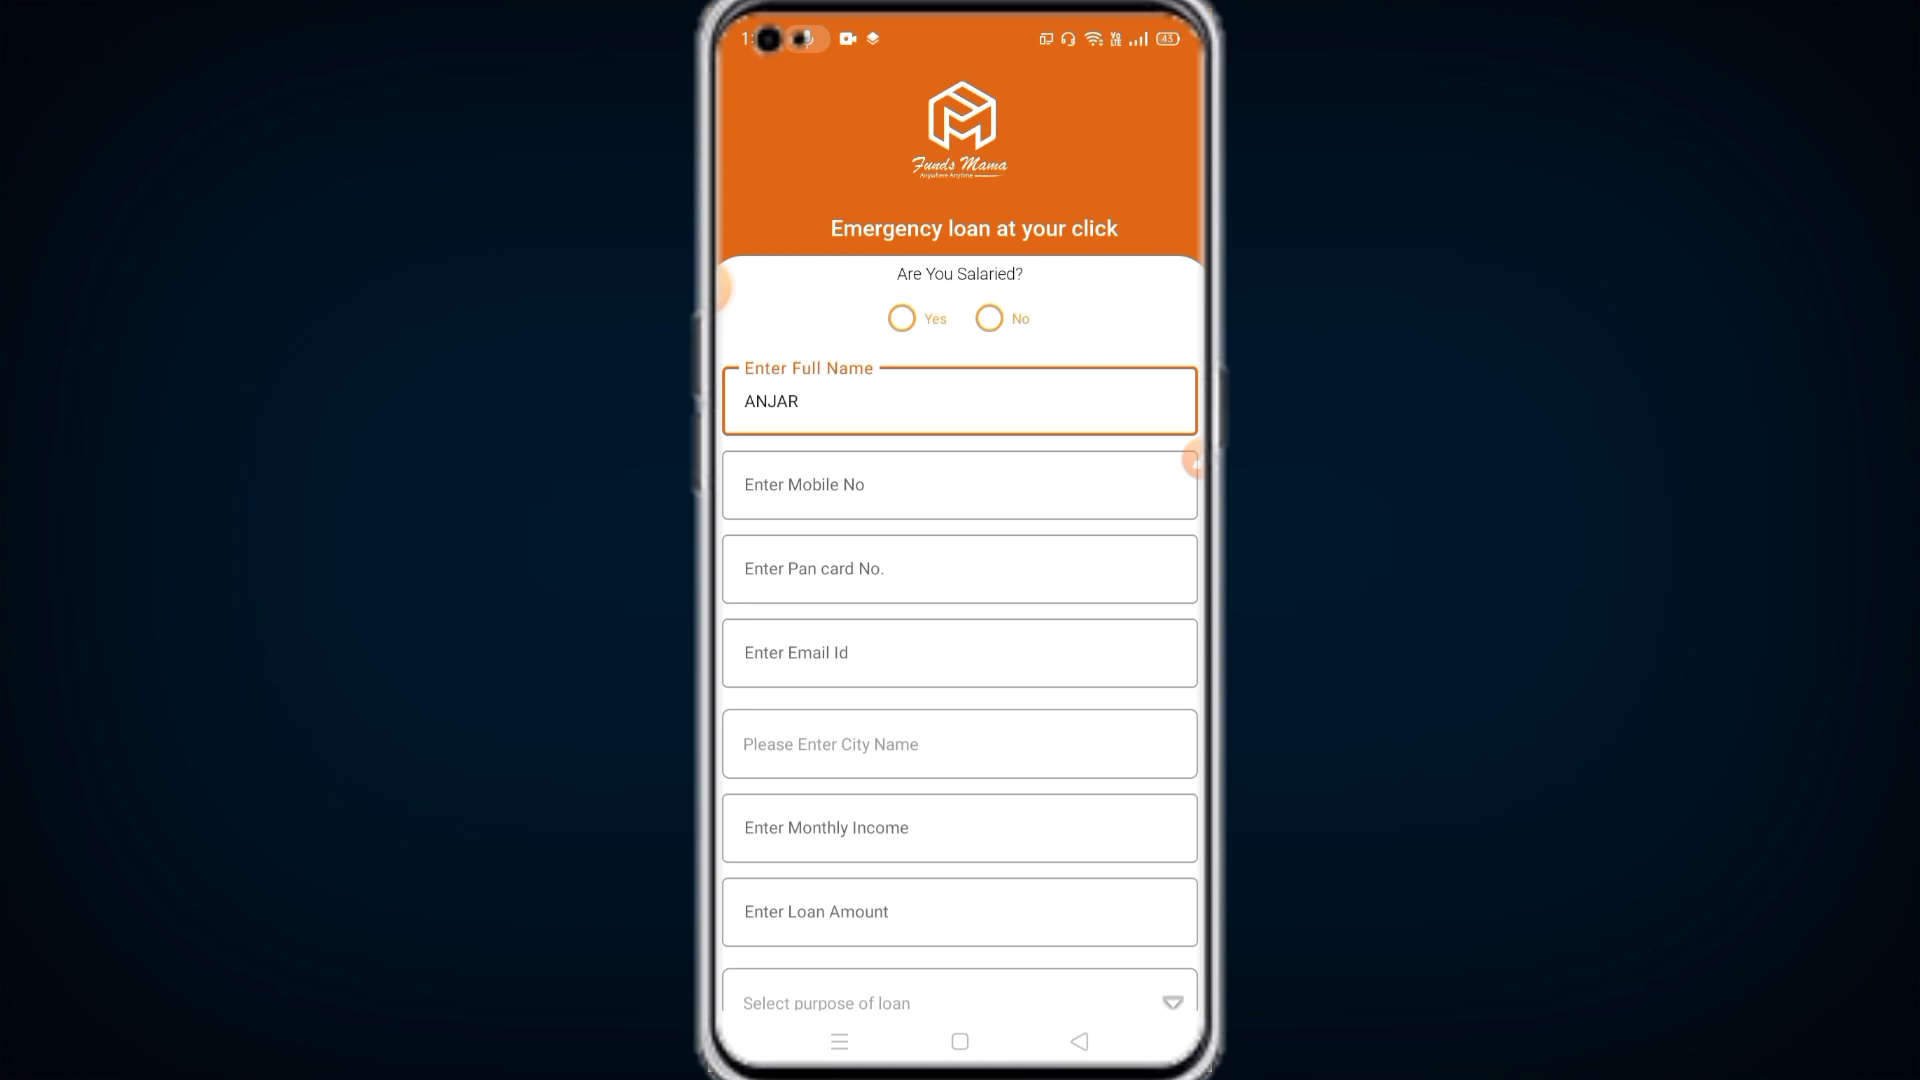 Funds Mama
Anywhere Anytime
Emergency loan at your click
Are You Salaried?
Yes No
Enter Full Name
ANJAR
Enter Mobile No
Enter Pan card No.
Enter Email Id
Please Enter City Name
Enter Monthly Income
Enter Loan Amount
Select purpose of loan